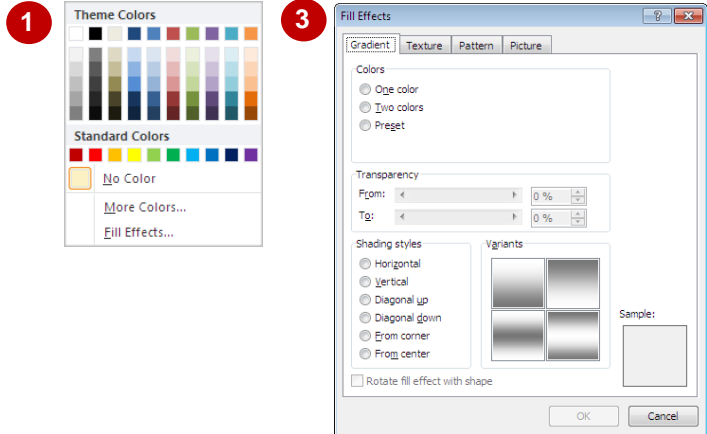 1
Theme Colors
Standard Colors
No Color
More Colors...
Fill Effects...
3
Fill Effects
Gradient Texture Pattern Picture
Colors
One color
Two colors
Preset
Transparency
From: 0 %
To: 0 %
Shading styles
Horizontal
Vertical
Diagonal up
Diagonal down
From corner
From center
Variants
Sample:
Rotate fill effect with shape
OK Cancel